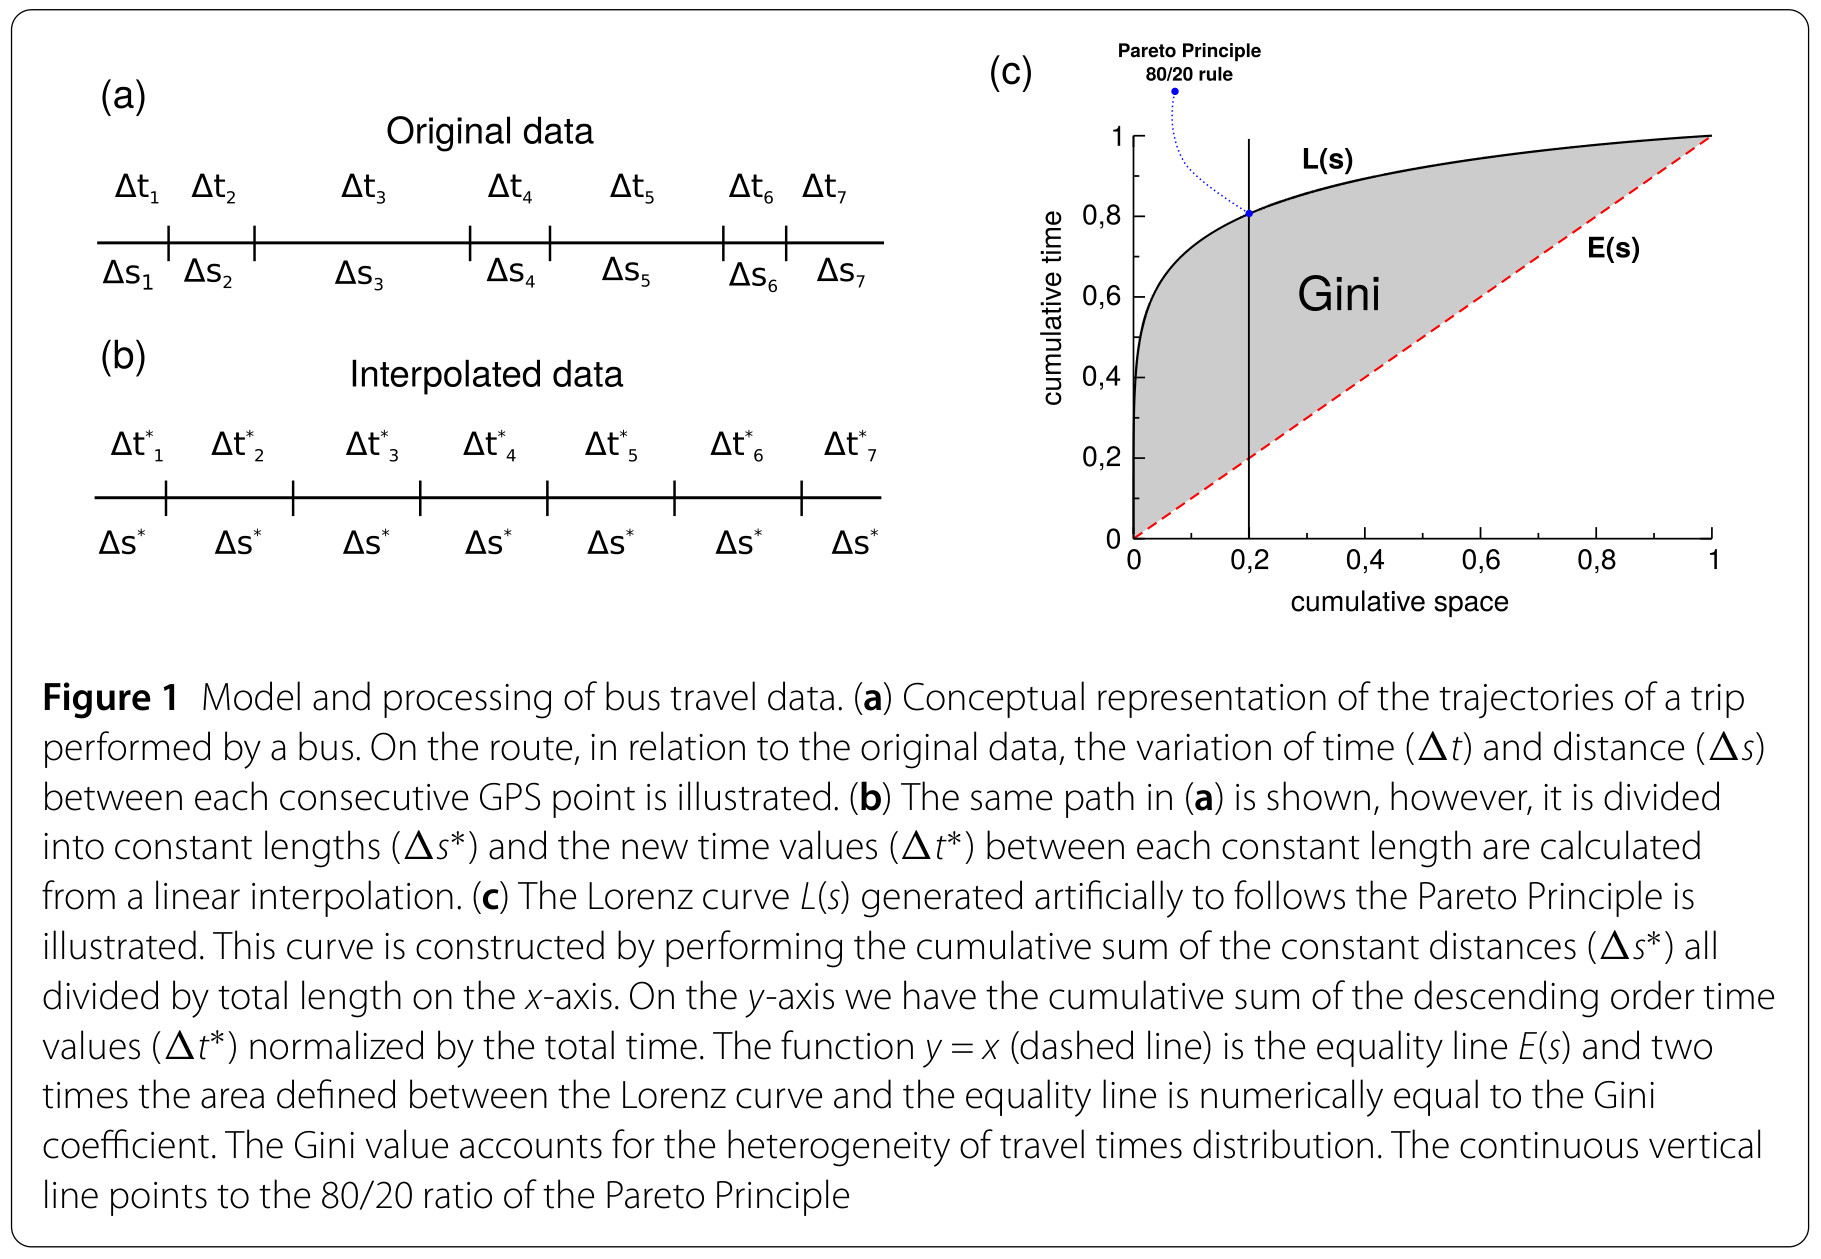 (a)
Original data
Δt₁ Δt₂ Δt₃ Δt₄ Δt₅ Δt₆ Δt₇
Δs₁ Δs₂ Δs₃ Δs₄ Δs₅ Δs₆ Δs₇
(b)
Interpolated data
Δt*₁ Δt*₂ Δt*₃ Δt*₄ Δt*₅ Δt*₆ Δt*₇
Δs* Δs* Δs* Δs* Δs* Δs* Δs*
(c)
Pareto Principle
80/20 rule
L(s)
E(s)
Gini
cumulative time
1
0,8
0,6
0,4
0,2
0
0 0,2 0,4 0,6 0,8 1
cumulative space
Figure 1 Model and processing of bus travel data. (a) Conceptual representation of the trajectories of a trip
performed by a bus. On the route, in relation to the original data, the variation of time (Δt) and distance (Δs)
between each consecutive GPS point is illustrated. (b) The same path in (a) is shown, however, it is divided
into constant lengths (Δs*) and the new time values (Δt*) between each constant length are calculated
from a linear interpolation. (c) The Lorenz curve L(s) generated artificially to follows the Pareto Principle is
illustrated. This curve is constructed by performing the cumulative sum of the constant distances (Δs*) all
divided by total length on the x-axis. On the y-axis we have the cumulative sum of the descending order time
values (Δt*) normalized by the total time. The function y = x (dashed line) is the equality line E(s) and two
times the area defined between the Lorenz curve and the equality line is numerically equal to the Gini
coefficient. The Gini value accounts for the heterogeneity of travel times distribution. The continuous vertical
line points to the 80/20 ratio of the Pareto Principle